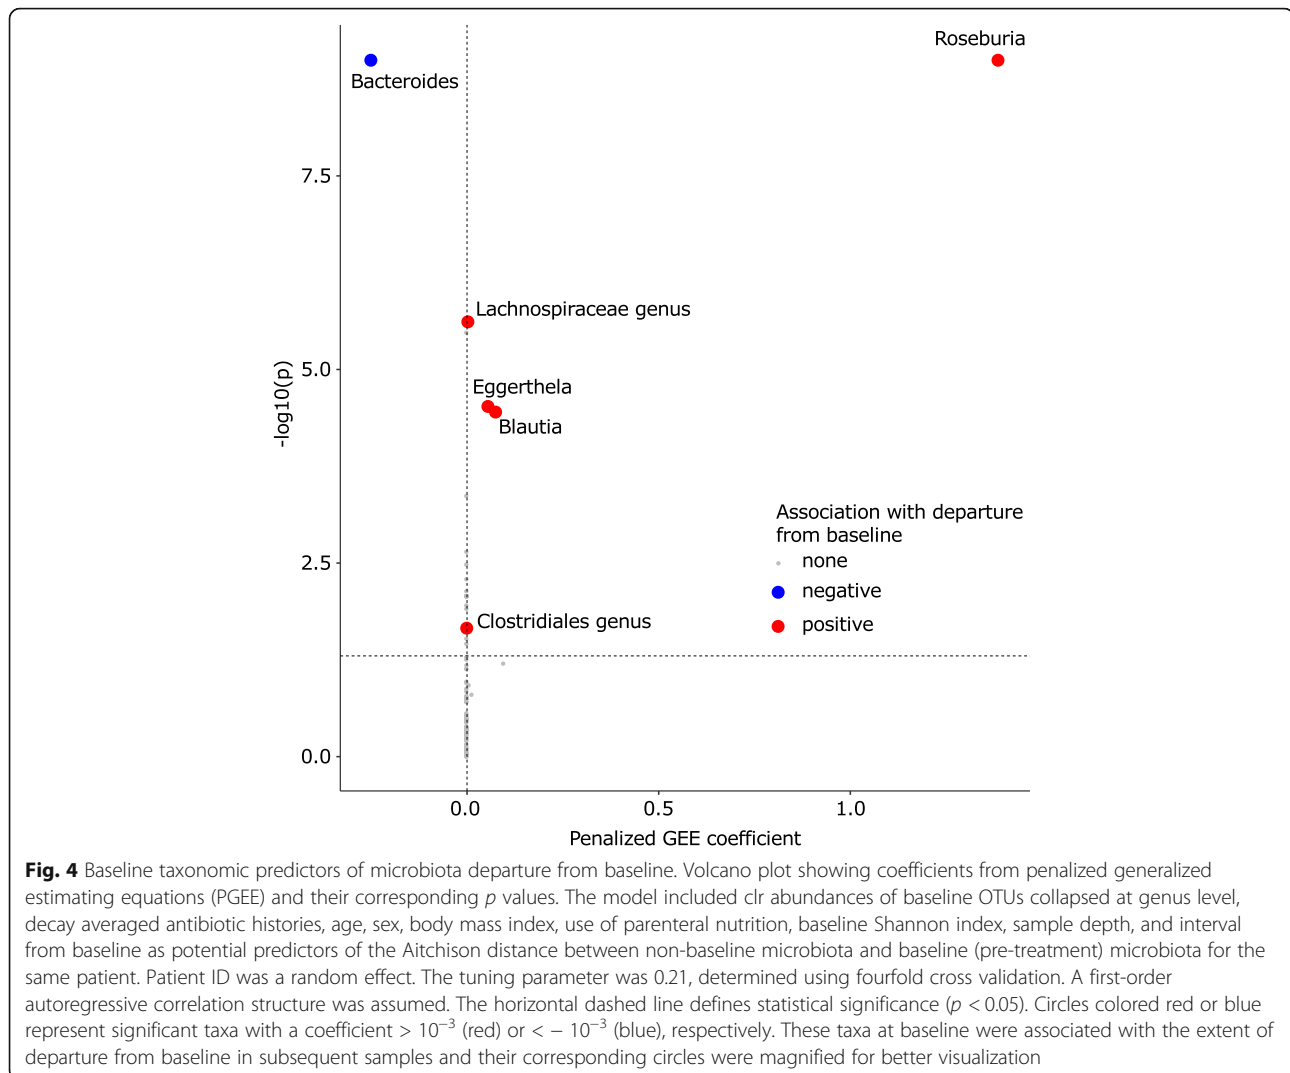 Roseburia
Bacteroides
7.5
Lachnospiraceae genus
5.0
Eggerthela
Blautia
-log10(p)
Association with departure
from baseline
none
2.5
negative
Clostridiales genus
positive
0.0
0.0 0.5 1.0
Penalized GEE coefficient
Fig. 4 Baseline taxonomic predictors of microbiota departure from baseline. Volcano plot showing coefficients from penalized generalized
estimating equations (PGEE) and their corresponding p values. The model included clr abundances of baseline OTUs collapsed at genus level,
decay averaged antibiotic histories, age, sex, body mass index, use of parenteral nutrition, baseline Shannon index, sample depth, and interval
from baseline as potential predictors of the Aitchison distance between non-baseline microbiota and baseline (pre-treatment) microbiota for the
same patient. Patient ID was a random effect. The tuning parameter was 0.21, determined using fourfold cross validation. A first-order
autoregressive correlation structure was assumed. The horizontal dashed line defines statistical significance (p < 0.05). Circles colored red or blue
represent significant taxa with a coefficient > 10⁻³ (red) or < − 10⁻³ (blue), respectively. These taxa at baseline were associated with the extent of
departure from baseline in subsequent samples and their corresponding circles were magnified for better visualization